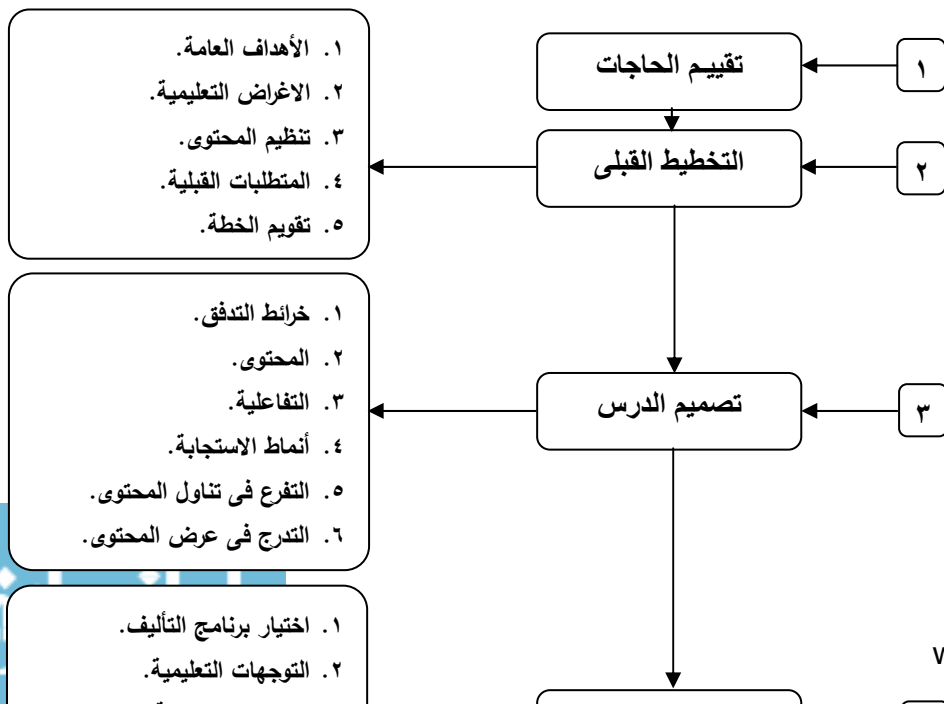 ١
تقييم الحاجات
٢
التخطيط القبلى
١. الأهداف العامة.
٢. الاغراض التعليمية.
٣. تنظيم المحتوى.
٤. المتطلبات القبلية.
٥. تقويم الخطة.
٣
تصميم الدرس
١. خرائط التدفق.
٢. المحتوى.
٣. التفاعلية.
٤. أنماط الاستجابة.
٥. التفرع فى تناول المحتوى.
٦. التدرج فى عرض المحتوى.
١. اختيار برنامج التأليف.
٢. التوجهات التعليمية.
٧